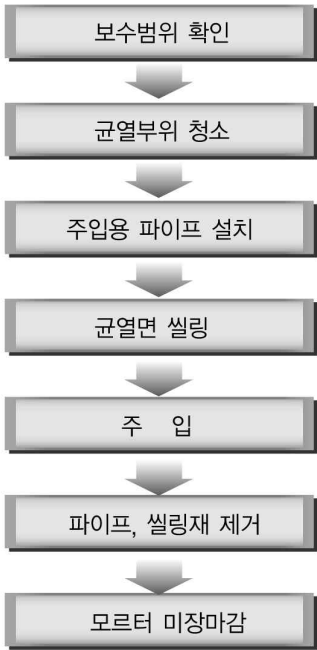 보수범위 확인
균열부위 청소
주입용 파이프 설치
균열면 씰링
주 입
파이프, 씰링재 제거
모르터 미장마감